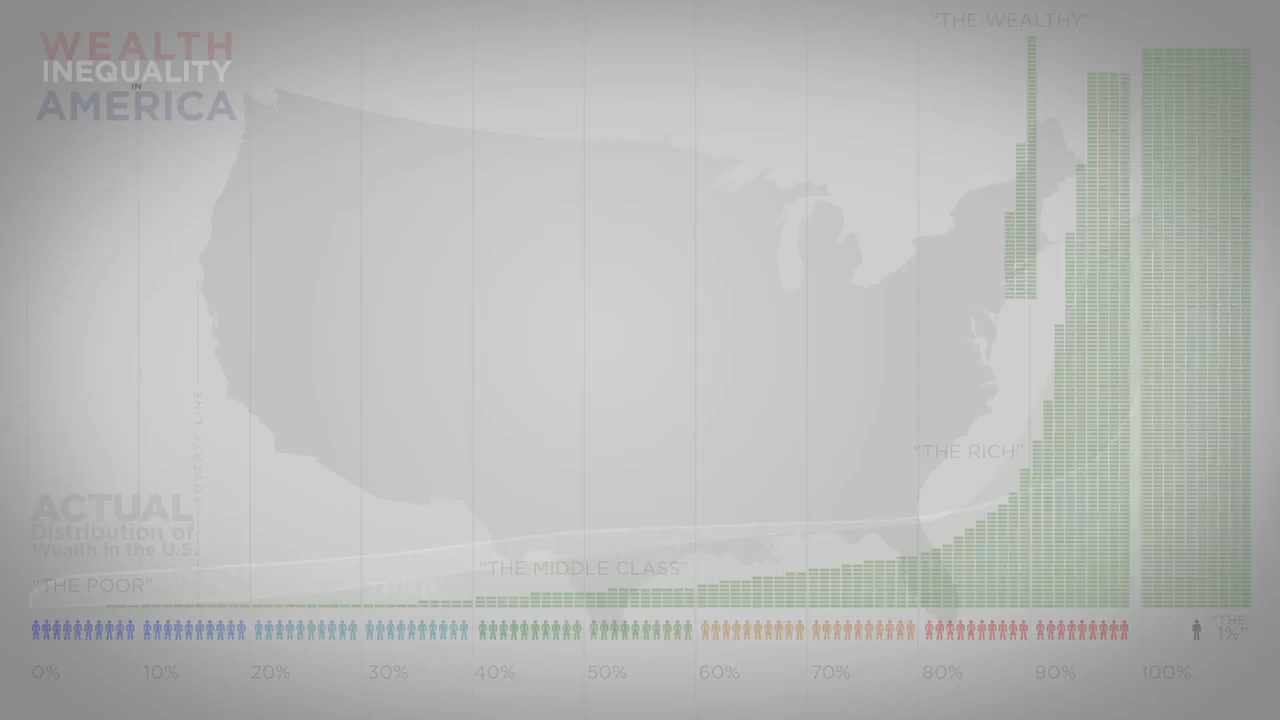 WEALTH
INEQUALITY
IN
AMERICA
"THE WEALTHY"
POVERTY LINE
"THE RICH"
ACTUAL
Distribution of
Wealth in the U.S.
"THE MIDDLE CLASS"
"THE POOR"
"THE
1%"
0% 10% 20% 30% 40% 50% 60% 70% 80% 90% 100%